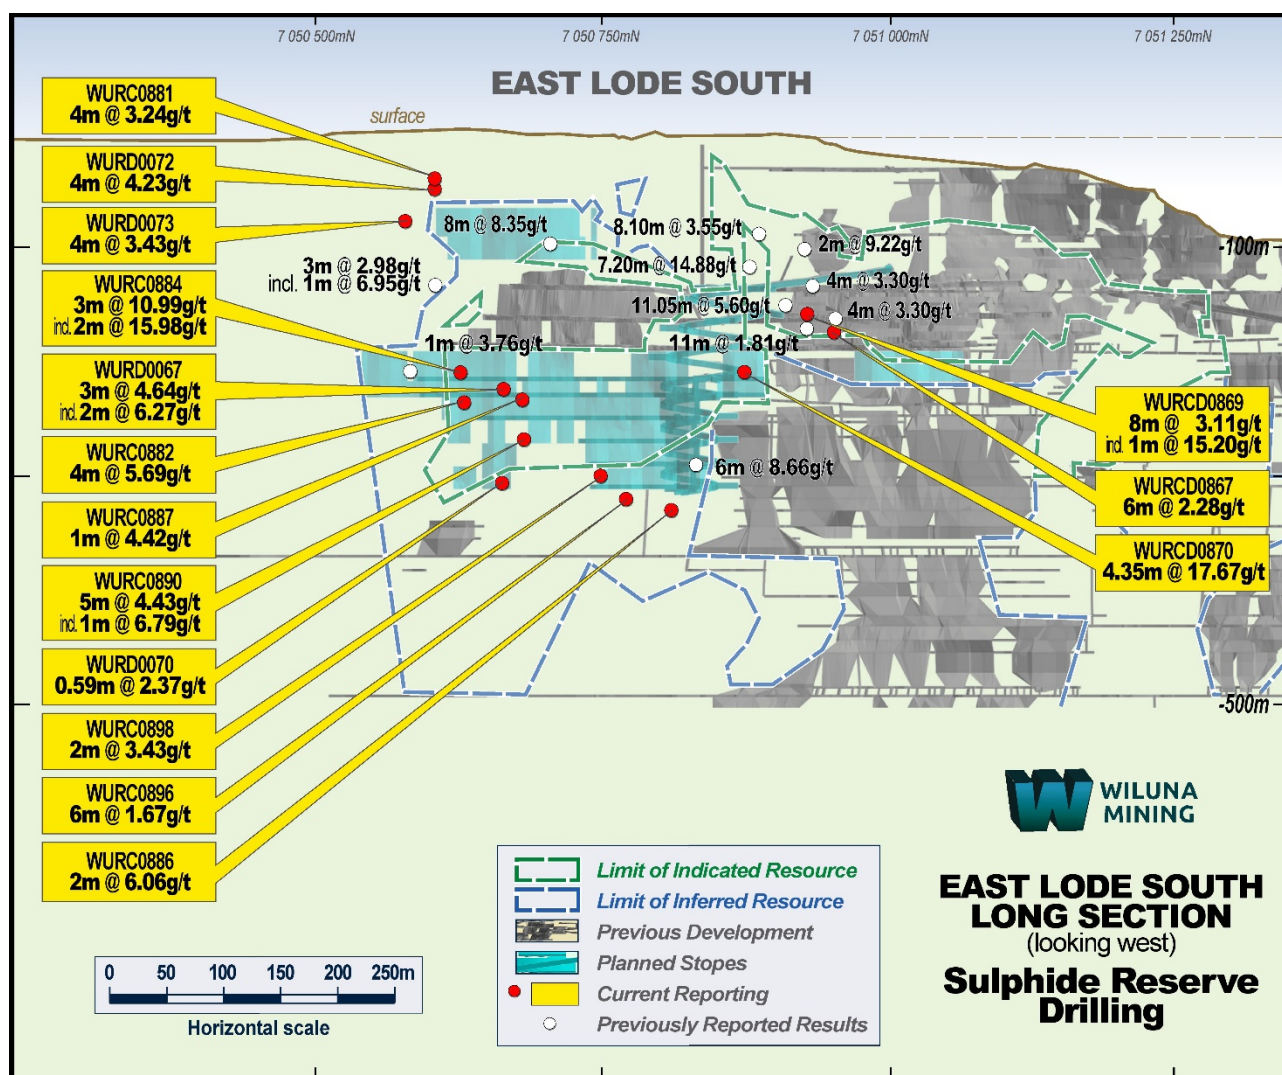 7 050 500mN
7 050 750mN
7 051 000mN
7 051 250mN
EAST LODE SOUTH
surface
WURC0881
4m @ 3.24g/t
WURD0072
4m @ 4.23g/t
WURD0073
4m @ 3.43g/t
WURC0884
3m @ 10.99g/t
incl. 2m @ 15.98g/t
WURD0067
3m @ 4.64g/t
incl. 2m @ 6.27g/t
WURC0882
4m @ 5.69g/t
WURC0887
1m @ 4.42g/t
WURC0890
5m @ 4.43g/t
incl. 1m @ 6.79g/t
WURD0070
0.59m @ 2.37g/t
WURC0898
2m @ 3.43g/t
WURC0896
6m @ 1.67g/t
WURC0886
2m @ 6.06g/t
8m @ 8.35g/t
8.10m @ 3.55g/t
2m @ 9.22g/t
-100m
3m @ 2.98g/t
incl. 1m @ 6.95g/t
7.20m @ 14.88g/t
4m @ 3.30g/t
11.05m @ 5.60g/t
4m @ 3.30g/t
1m @ 3.76g/t
11m @ 1.81g/t
6m @ 8.66g/t
WURCD0869
8m @ 3.11g/t
incl. 1m @ 15.20g/t
WURCD0867
6m @ 2.28g/t
WURCD0870
4.35m @ 17.67g/t
-500m
WILUNA
MINING
EAST LODE SOUTH
LONG SECTION
(looking west)
Sulphide Reserve
Drilling
Limit of Indicated Resource
Limit of Inferred Resource
Previous Development
Planned Stopes
Current Reporting
Previously Reported Results
0 50 100 150 200 250m
Horizontal scale